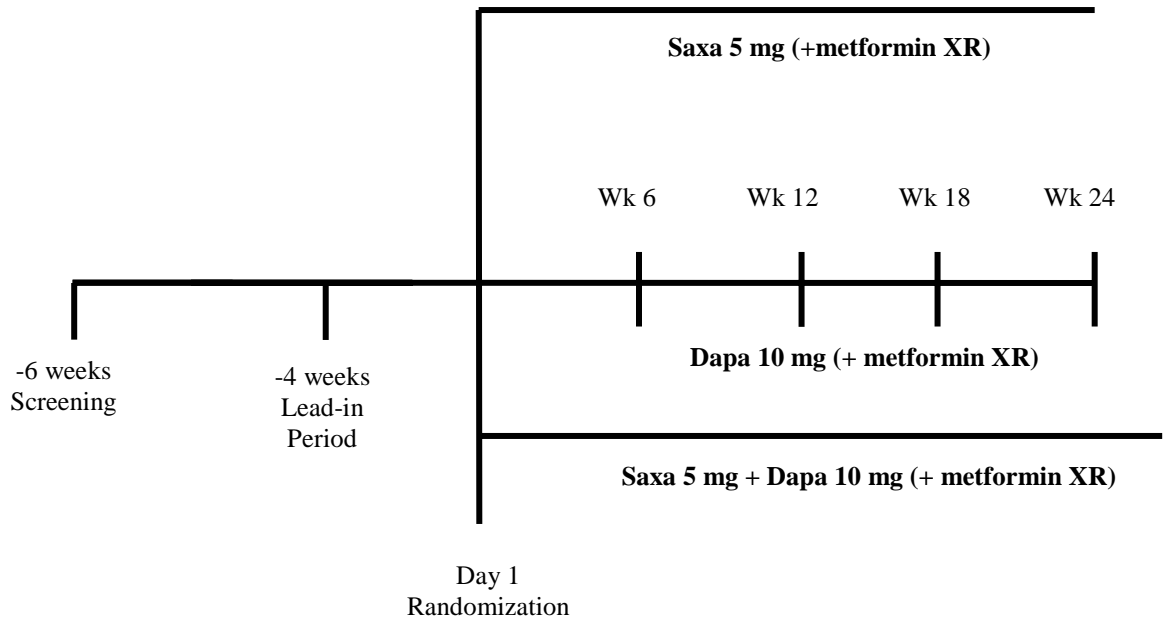 Saxa 5 mg (+metformin XR)
Wk 6
Wk 12
Wk 18
Wk 24
Dapa 10 mg (+ metformin XR)
-6 weeks
Screening
-4 weeks
Lead-in
Period
Saxa 5 mg + Dapa 10 mg (+ metformin XR)
Day 1
Randomization